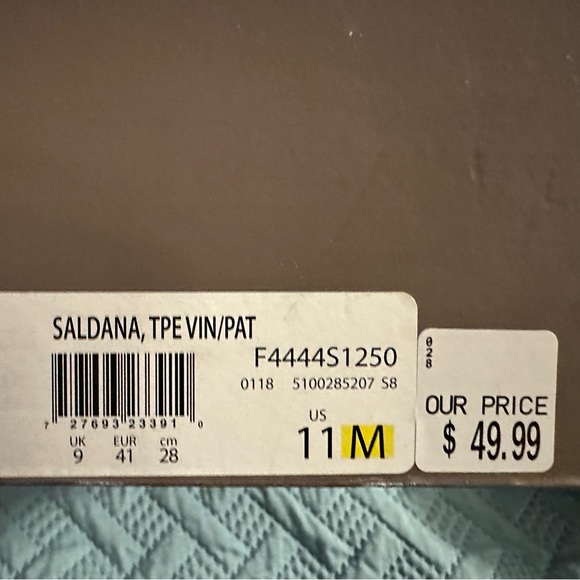 SALDANA, TPE VIN/PAT
F4444S1250
0118 5100285207 S8
7 27693 23391 0
UK EUR cm
9 41 28
US
11 M
028
OUR PRICE
$ 49.99